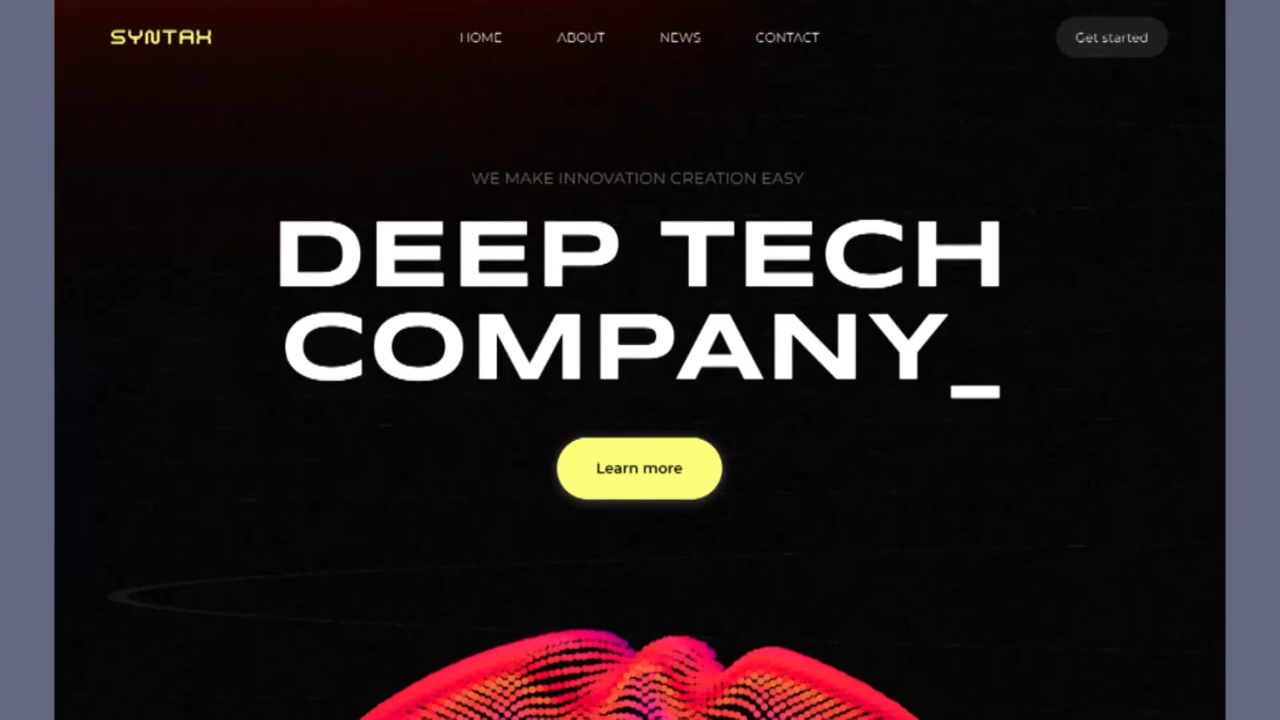 SYNTAX
HOME ABOUT NEWS CONTACT
Get started
WE MAKE INNOVATION CREATION EASY
DEEP TECH
COMPANY_
Learn more